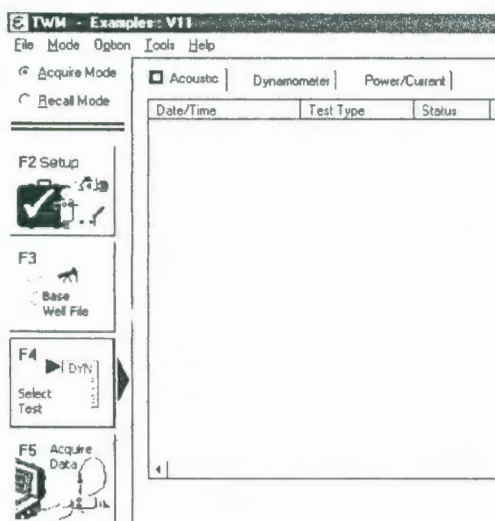 TWM - Examples : V11
File Mode Option Tools Help
Acquire Mode
Recall Mode
Acoustic Dynamometer Power/Current
Date/Time Test Type Status
F2 Setup
F3
Base
Well File
F4
DYN
Select
Test
F5 Acquire
Data